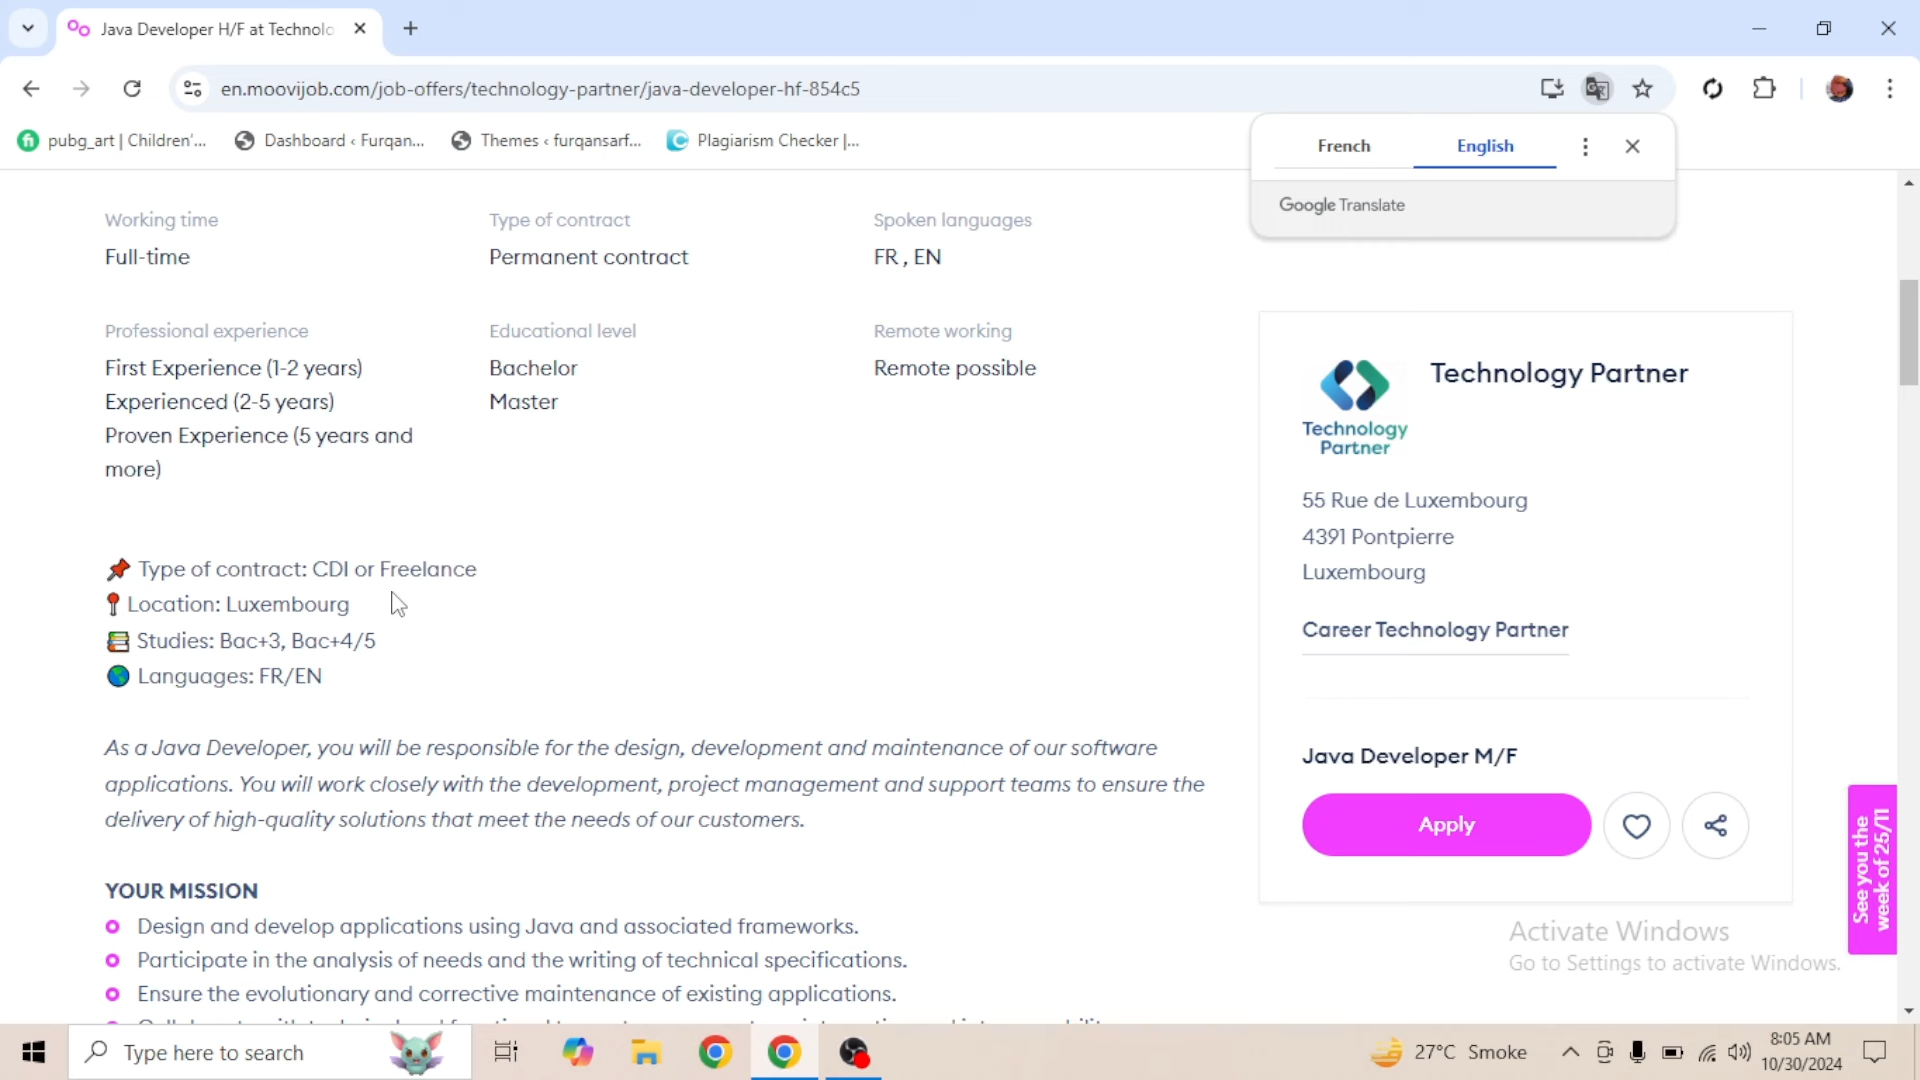 Java Developer H/F at Technolo
en.moovijob.com/job-offers/technology-partner/java-developer-hf-854c5
pubg_art | Children'...
Dashboard ‹ Furqan...
Themes ‹ furqansarf...
Plagiarism Checker |...
French
English
Google Translate
Working time
Type of contract
Spoken languages
Full-time
Permanent contract
FR , EN
Professional experience
Educational level
Remote working
First Experience (1-2 years)
Bachelor
Remote possible
Experienced (2-5 years)
Master
Proven Experience (5 years and
more)
Type of contract: CDI or Freelance
Location: Luxembourg
Studies: Bac+3, Bac+4/5
Languages: FR/EN
As a Java Developer, you will be responsible for the design, development and maintenance of our software
applications. You will work closely with the development, project management and support teams to ensure the
delivery of high-quality solutions that meet the needs of our customers.
YOUR MISSION
Design and develop applications using Java and associated frameworks.
Participate in the analysis of needs and the writing of technical specifications.
Ensure the evolutionary and corrective maintenance of existing applications.
Technology Partner
Technology
Partner
55 Rue de Luxembourg
4391 Pontpierre
Luxembourg
Career Technology Partner
Java Developer M/F
Apply
See you the
week of 25/11
Activate Windows
Go to Settings to activate Windows.
Type here to search
27°C Smoke
8:05 AM
10/30/2024